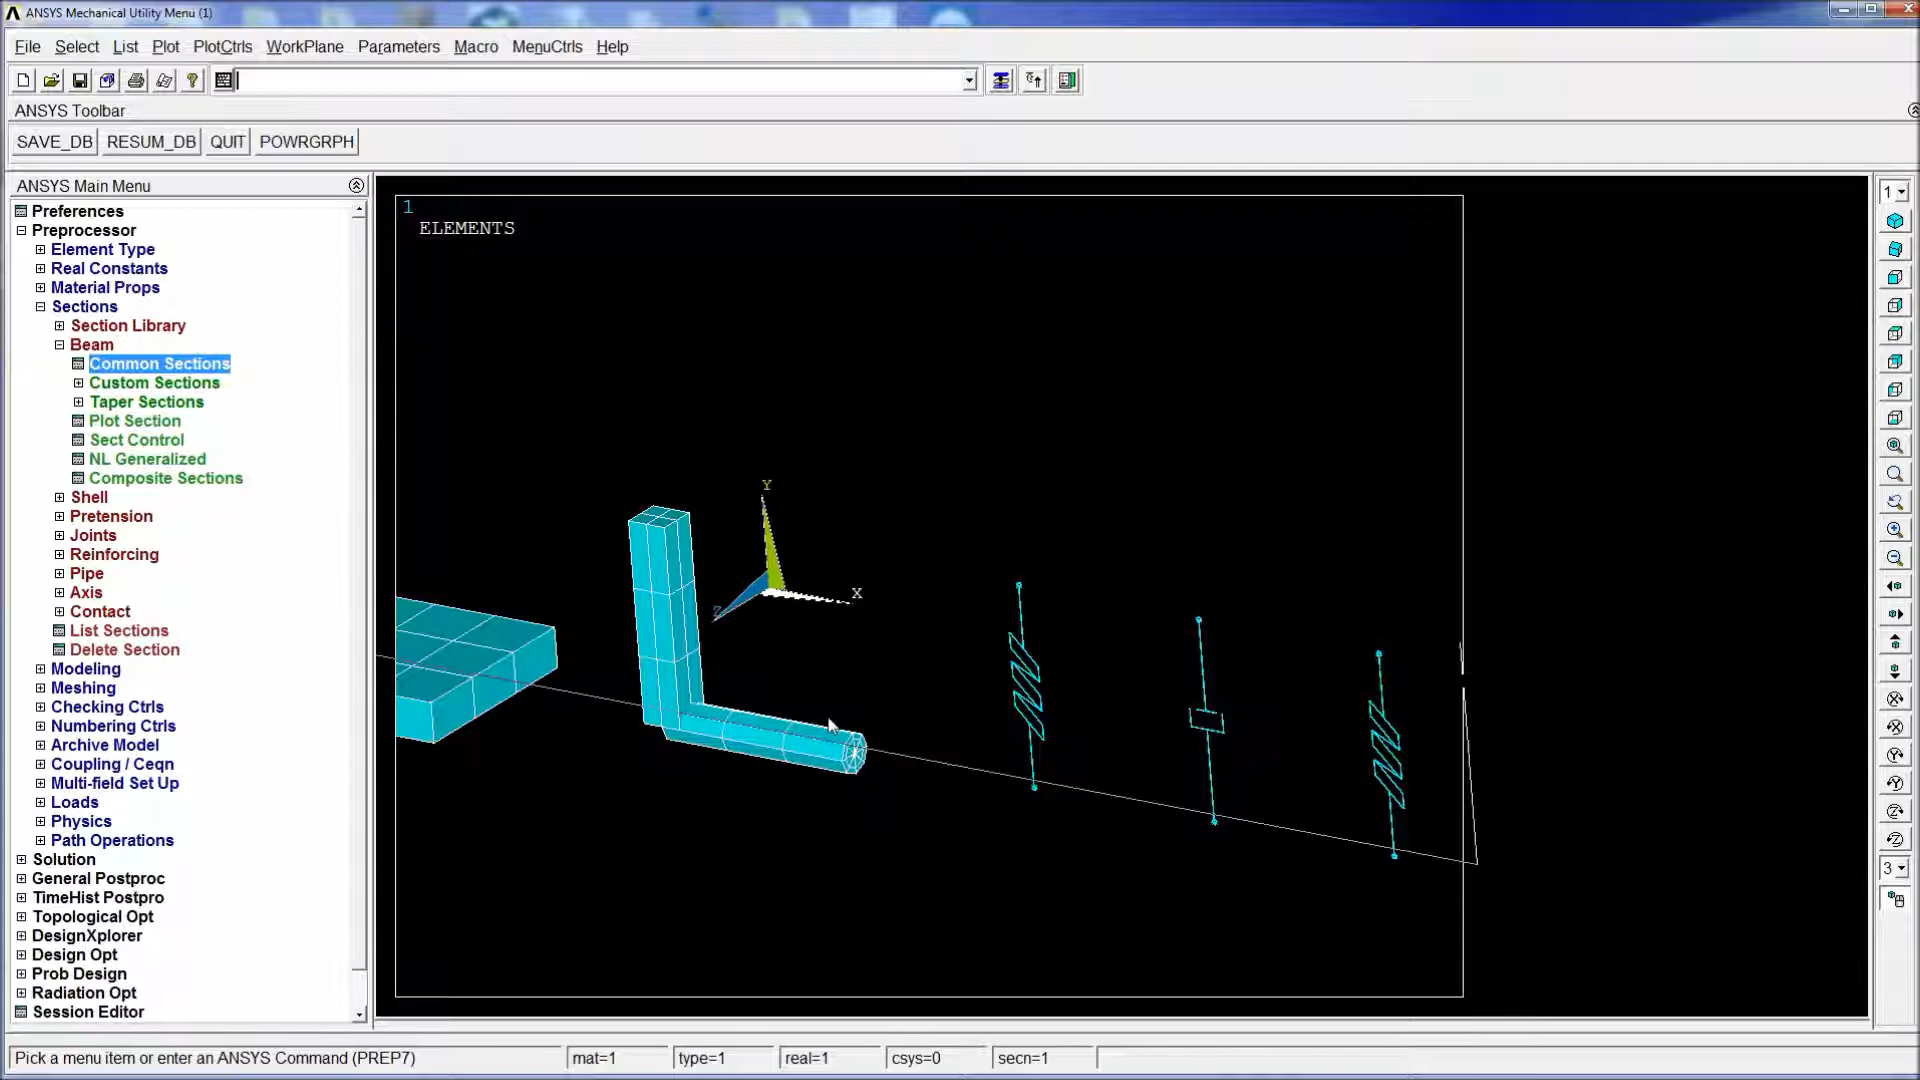 ANSYS Mechanical Utility Menu (1)
File Select List Plot PlotCtrls WorkPlane Parameters Macro MenuCtrls Help
ANSYS Toolbar
SAVE_DB RESUM_DB QUIT POWRGRPH
ANSYS Main Menu
Preferences
Preprocessor
Element Type
Real Constants
Material Props
Sections
Section Library
Beam
Common Sections
Custom Sections
Taper Sections
Plot Section
Sect Control
NL Generalized
Composite Sections
Shell
Pretension
Joints
Reinforcing
Pipe
Axis
Contact
List Sections
Delete Section
Modeling
Meshing
Checking Ctrls
Numbering Ctrls
Archive Model
Coupling / Ceqn
Multi-field Set Up
Loads
Physics
Path Operations
Solution
General Postproc
TimeHist Postpro
Topological Opt
DesignXplorer
Design Opt
Prob Design
Radiation Opt
Session Editor
1
ELEMENTS
Y
X
Z
1
3
Pick a menu item or enter an ANSYS Command (PREP7) mat=1 type=1 real=1 csys=0 secn=1